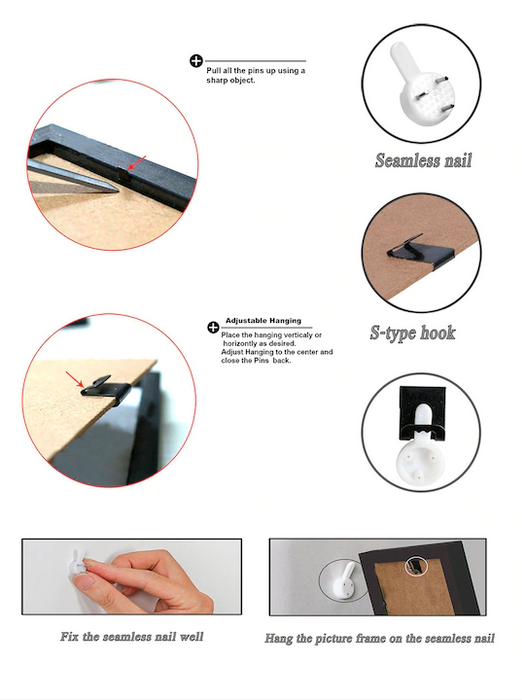 Pull all the pins up using a
sharp object.
Seamless nail
Adjustable Hanging
Place the hanging verticaly or
horizontly as desired.
Adjust Hanging to the center and
close the Pins back.
S-type hook
Fix the seamless nail well
Hang the picture frame on the seamless nail